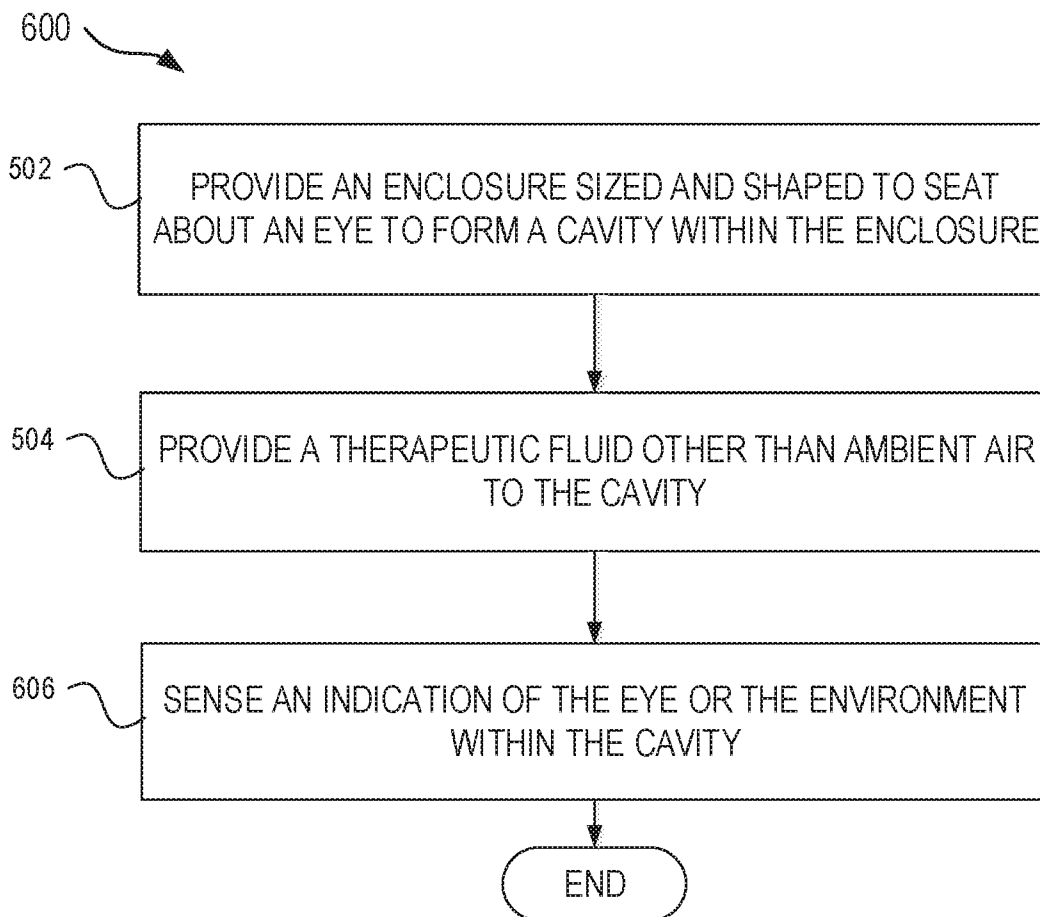 600
502
PROVIDE AN ENCLOSURE SIZED AND SHAPED TO SEAT
ABOUT AN EYE TO FORM A CAVITY WITHIN THE ENCLOSURE
504
PROVIDE A THERAPEUTIC FLUID OTHER THAN AMBIENT AIR
TO THE CAVITY
606
SENSE AN INDICATION OF THE EYE OR THE ENVIRONMENT
WITHIN THE CAVITY
END